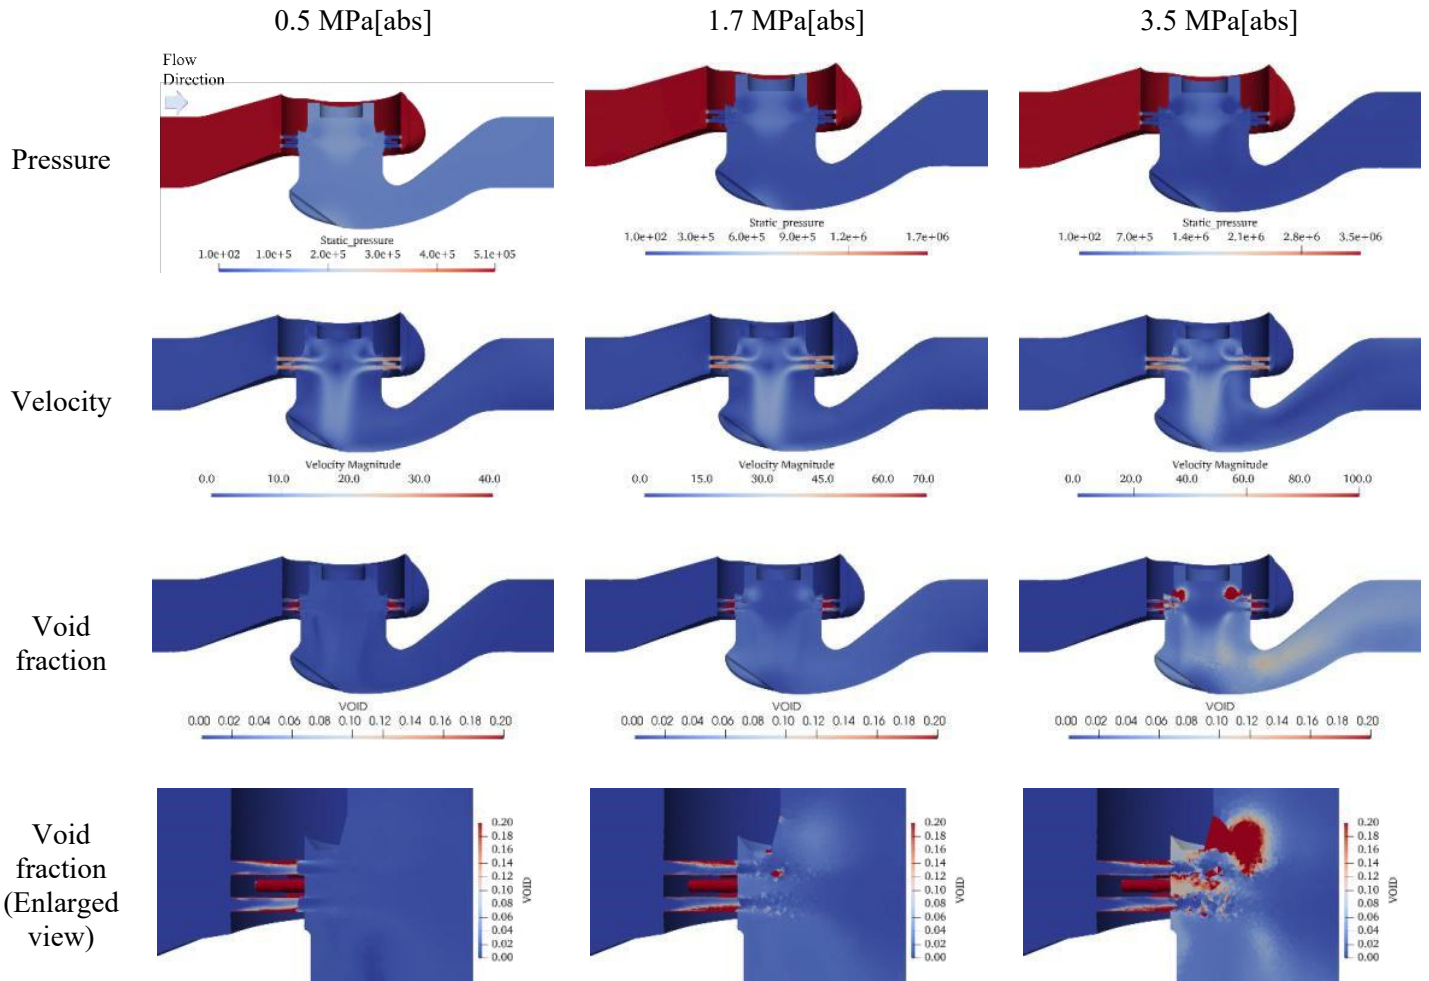 0.5 MPa[abs]
1.7 MPa[abs]
3.5 MPa[abs]
Flow
Direction
Pressure
Static_pressure
1.0e+02 1.0e+5 2.0e+5 3.0e+5 4.0e+5 5.1e+05
Static_pressure
1.0e+02 3.0e+5 6.0e+5 9.0e+5 1.2e+6 1.7e+06
Static_pressure
1.0e+02 7.0e+5 1.4e+6 2.1e+6 2.8e+6 3.5e+06
Velocity
Velocity Magnitude
0.0 10.0 20.0 30.0 40.0
Velocity Magnitude
0.0 15.0 30.0 45.0 60.0 70.0
Velocity Magnitude
0.0 20.0 40.0 60.0 80.0 100.0
Void
fraction
VOID
0.00 0.02 0.04 0.06 0.08 0.10 0.12 0.14 0.16 0.18 0.20
VOID
0.00 0.02 0.04 0.06 0.08 0.10 0.12 0.14 0.16 0.18 0.20
VOID
0.00 0.02 0.04 0.06 0.08 0.10 0.12 0.14 0.16 0.18 0.20
Void
fraction
(Enlarged
view)
0.20
0.18
0.16
0.14
0.12
0.10
0.08
0.06
0.04
0.02
0.00
VOID
0.20
0.18
0.16
0.14
0.12
0.10
0.08
0.06
0.04
0.02
0.00
VOID
0.20
0.18
0.16
0.14
0.12
0.10
0.08
0.06
0.04
0.02
0.00
VOID